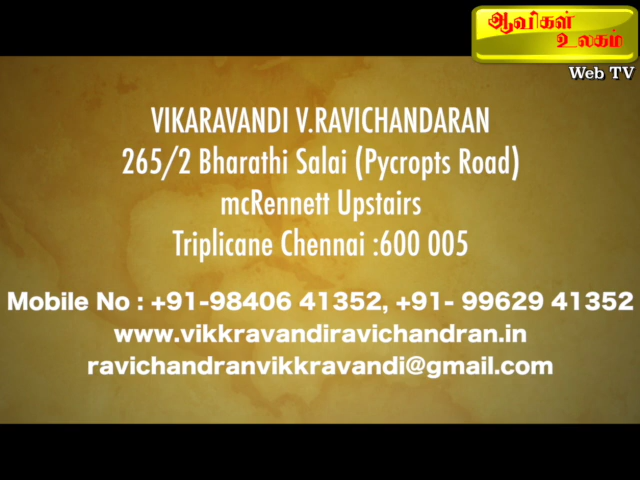 ஆவிகள்
உலகம்
Web TV
VIKARAVANDI V.RAVICHANDARAN
265/2 Bharathi Salai (Pycropts Road)
mcRennett Upstairs
Triplicane Chennai :600 005
Mobile No : +91-98406 41352, +91- 99629 41352
www.vikkravandiravichandran.in
ravichandranvikkravandi@gmail.com